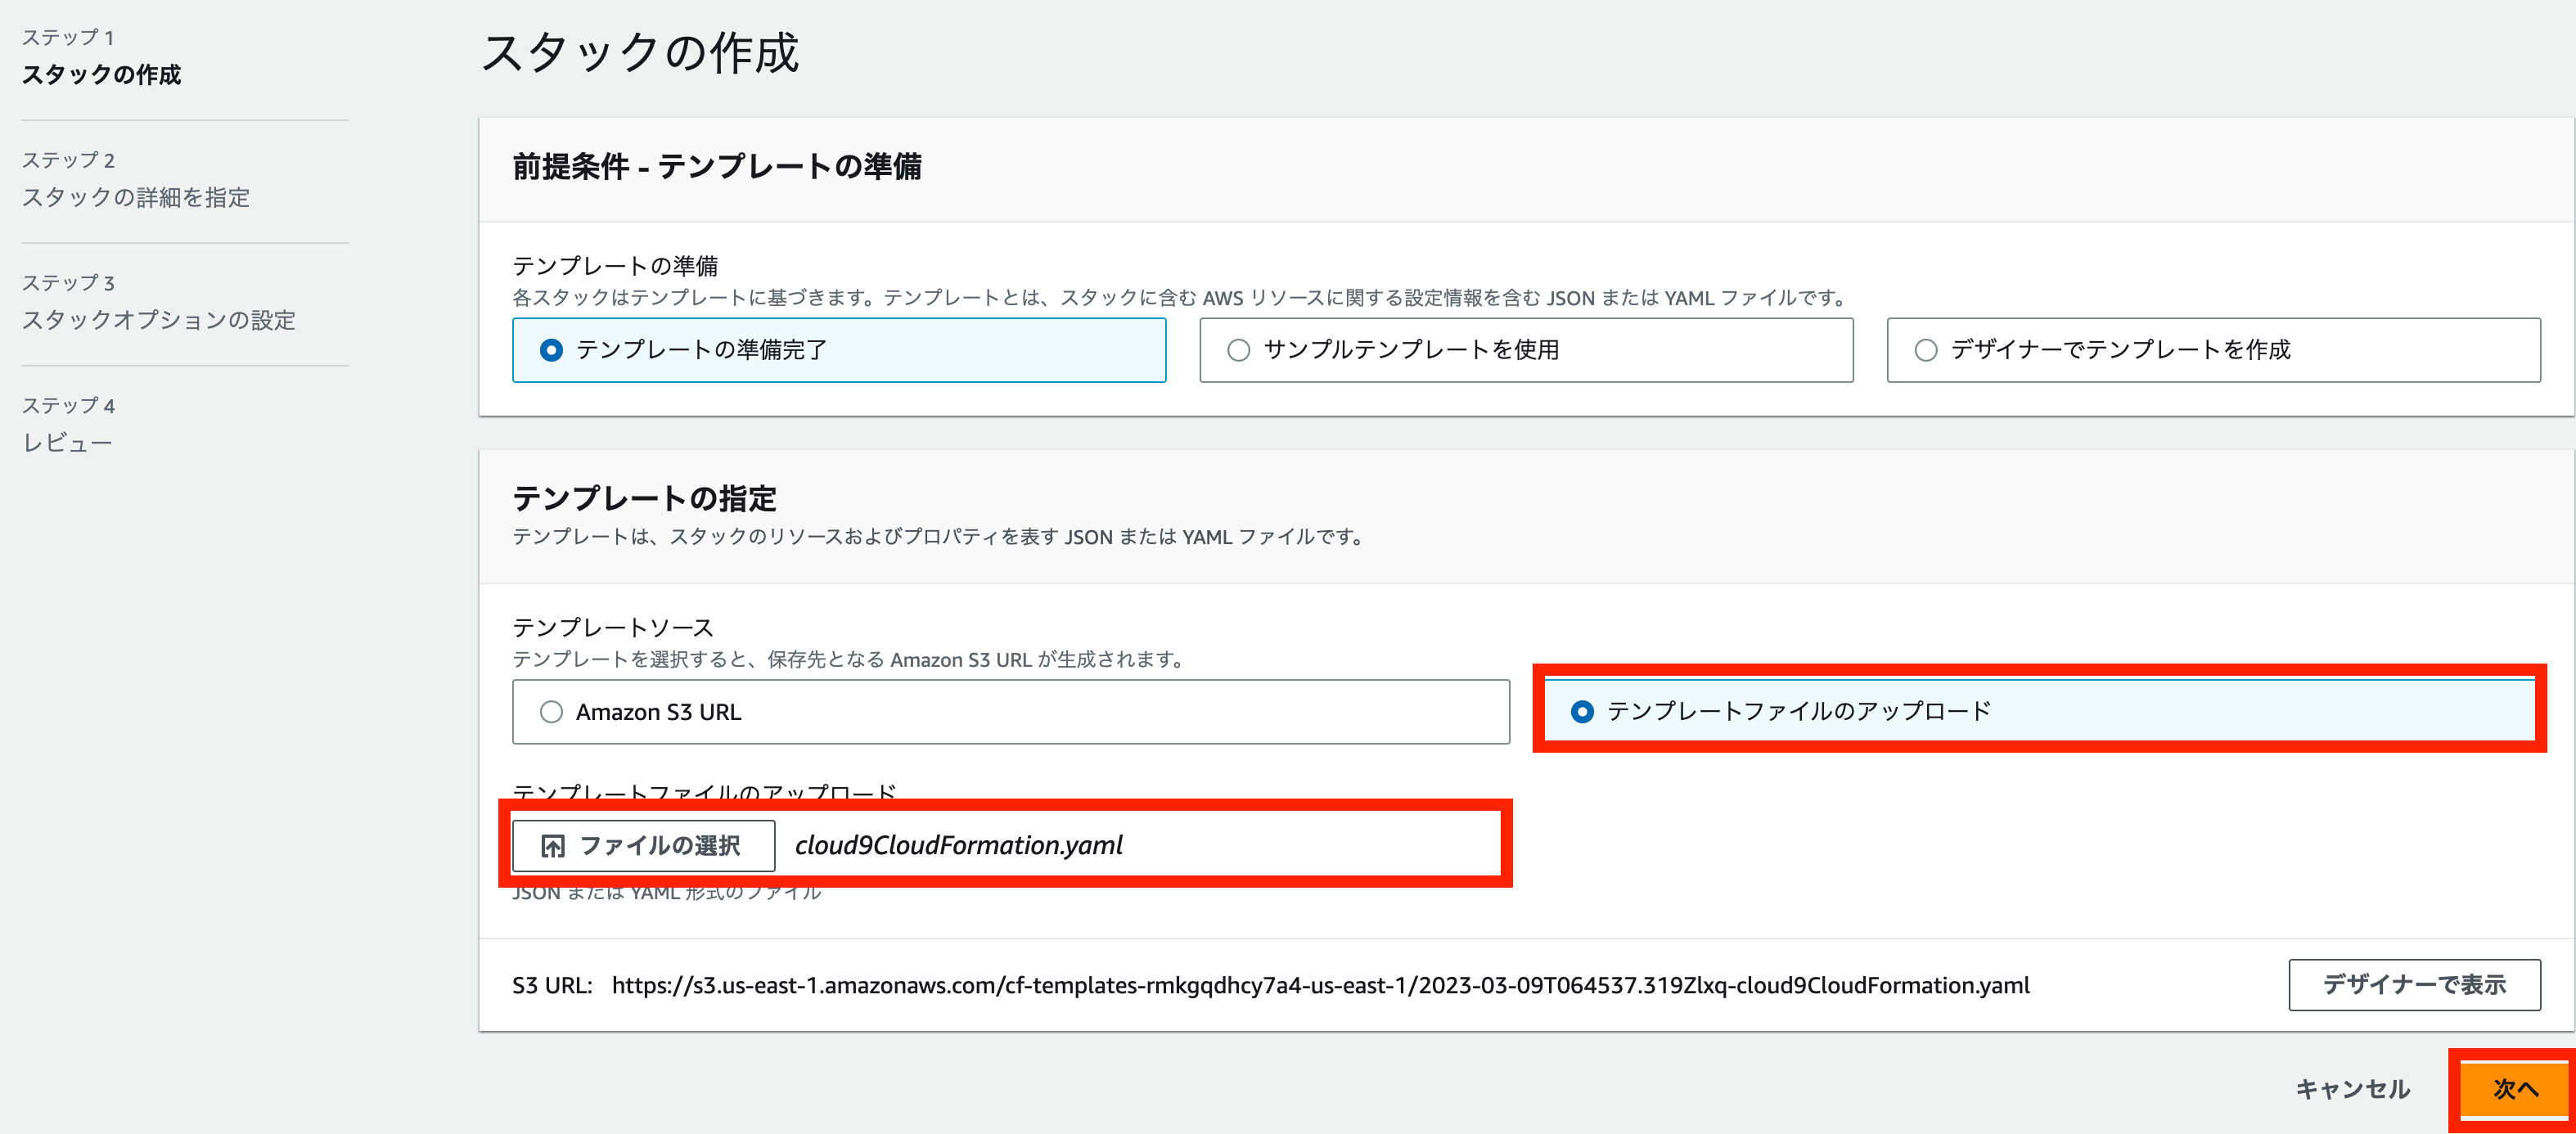 ステップ 1
スタックの作成
ステップ 2
スタックの詳細を指定
ステップ 3
スタックオプションの設定
ステップ 4
レビュー
スタックの作成
前提条件 - テンプレートの準備
テンプレートの準備
各スタックはテンプレートに基づきます。テンプレートとは、スタックに含む AWS リソースに関する設定情報を含む JSON または YAML ファイルです。
テンプレートの準備完了
サンプルテンプレートを使用
デザイナーでテンプレートを作成
テンプレートの指定
テンプレートは、スタックのリソースおよびプロパティを表す JSON または YAML ファイルです。
テンプレートソース
テンプレートを選択すると、保存先となる Amazon S3 URL が生成されます。
Amazon S3 URL
テンプレートファイルのアップロード
テンプレートファイルのアップロード
ファイルの選択 cloud9CloudFormation.yaml
JSON または YAML 形式のファイル
S3 URL: https://s3.us-east-1.amazonaws.com/cf-templates-rmkgqdhcy7a4-us-east-1/2023-03-09T064537.319Zlxq-cloud9CloudFormation.yaml
デザイナーで表示
キャンセル
次へ